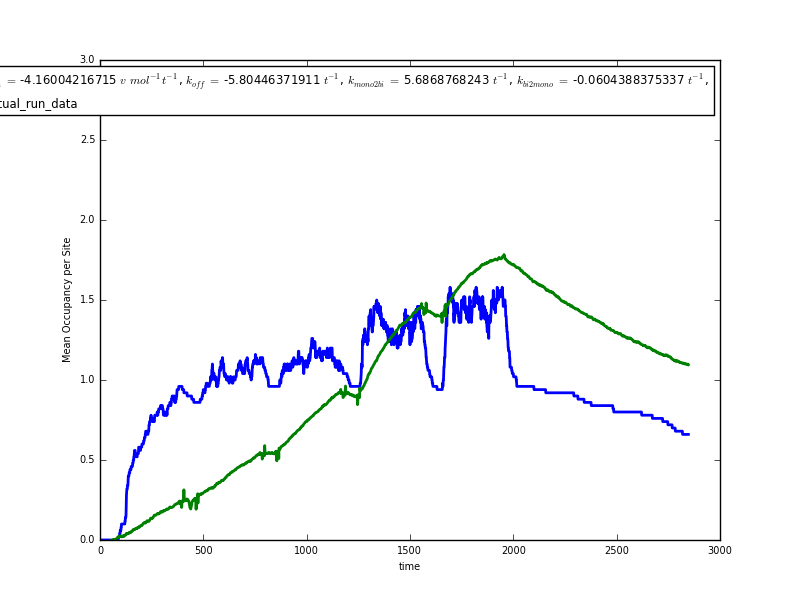 = -4.16004216715 v mol⁻¹t⁻¹, k_off = -5.80446371911 t⁻¹, k_mono2bi = 5.6868768243 t⁻¹, k_bi2mono = -0.0604388375337 t⁻¹,
tual_run_data
3.0
2.5
2.0
1.5
1.0
0.5
0.0
Mean Occupancy per Site
0 500 1000 1500 2000 2500 3000
time